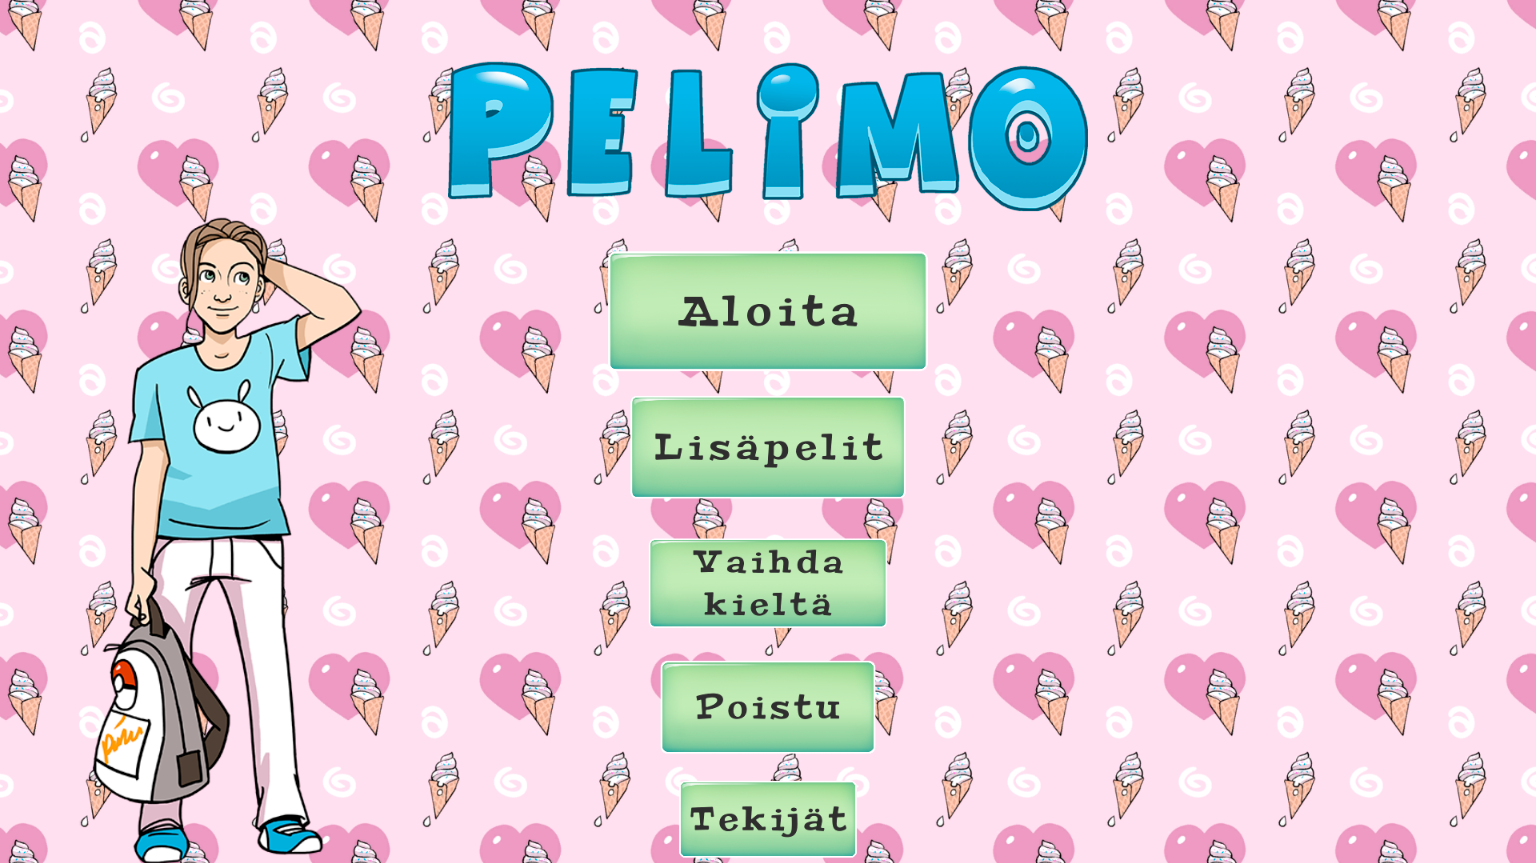 PELiMO
Aloita
Lisäpelit
Vaihda
kieltä
Poistu
Tekijät